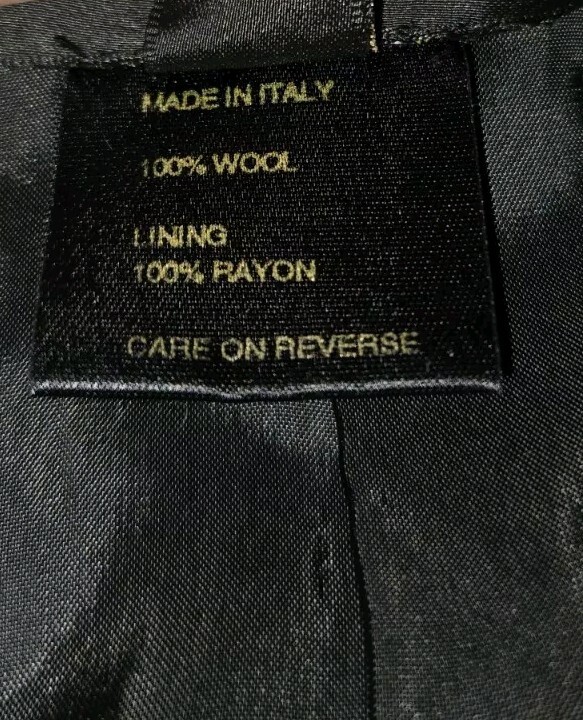 MADE IN ITALY
100% WOOL
LINING
100% RAYON
CARE ON REVERSE